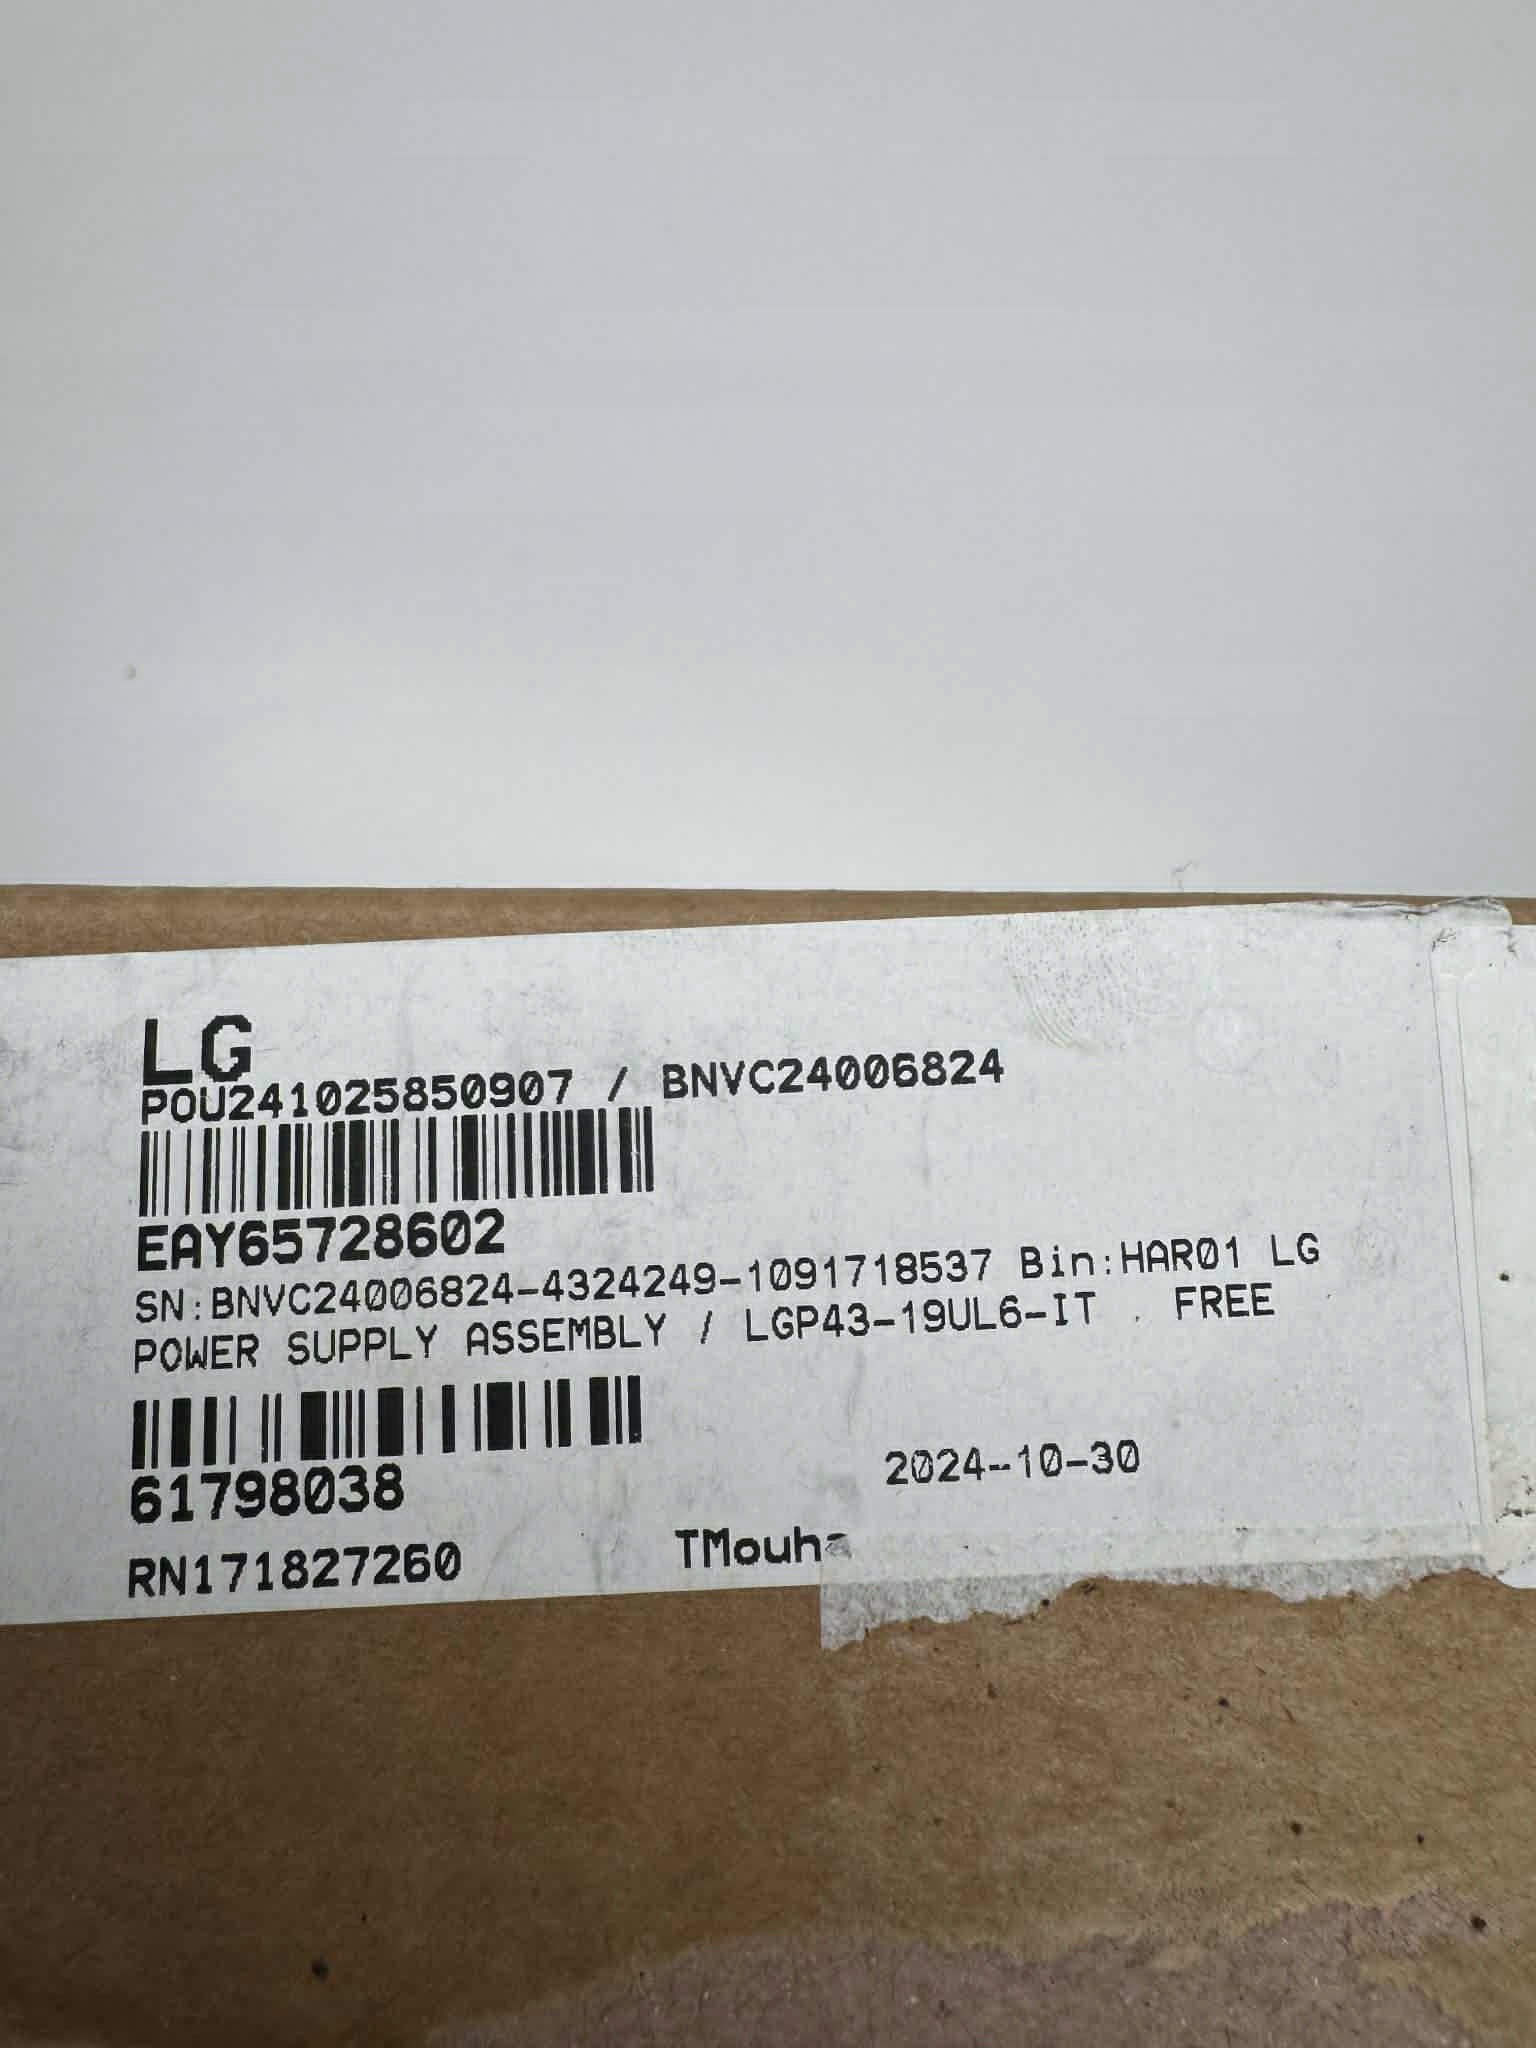 LG
POU241025850907 / BNVC24006824
EAY65728602
SN:BNVC24006824-4324249-1091718537 Bin:HAR01 LG
POWER SUPPLY ASSEMBLY / LGP43-19UL6-IT . FREE
61798038
2024-10-30
RN171827260